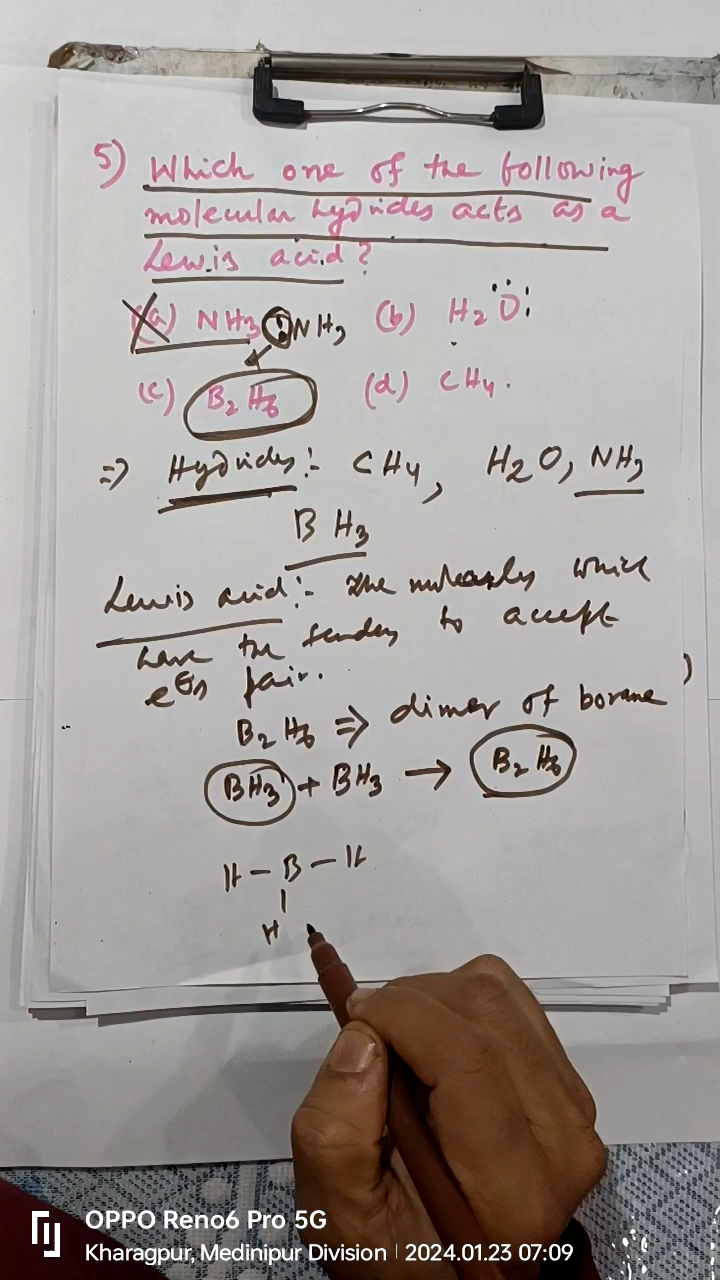 5) Which one of the following
molecular hydrides acts as a
Lewis acid?
(a) NH3 :NH3 (b) H2O:
(c) B2H6 (d) CH4.
=> Hydrides:- CH4, H2O, NH3
BH3
Lewis acid:- The molecules which
have the tendency to accept
e⊖s pair.
B2H6 => dimer of borane
BH3 + BH3 → B2H6
H-B-H
H
OPPO Reno6 Pro 5G
Kharagpur, Medinipur Division | 2024.01.23 07:09